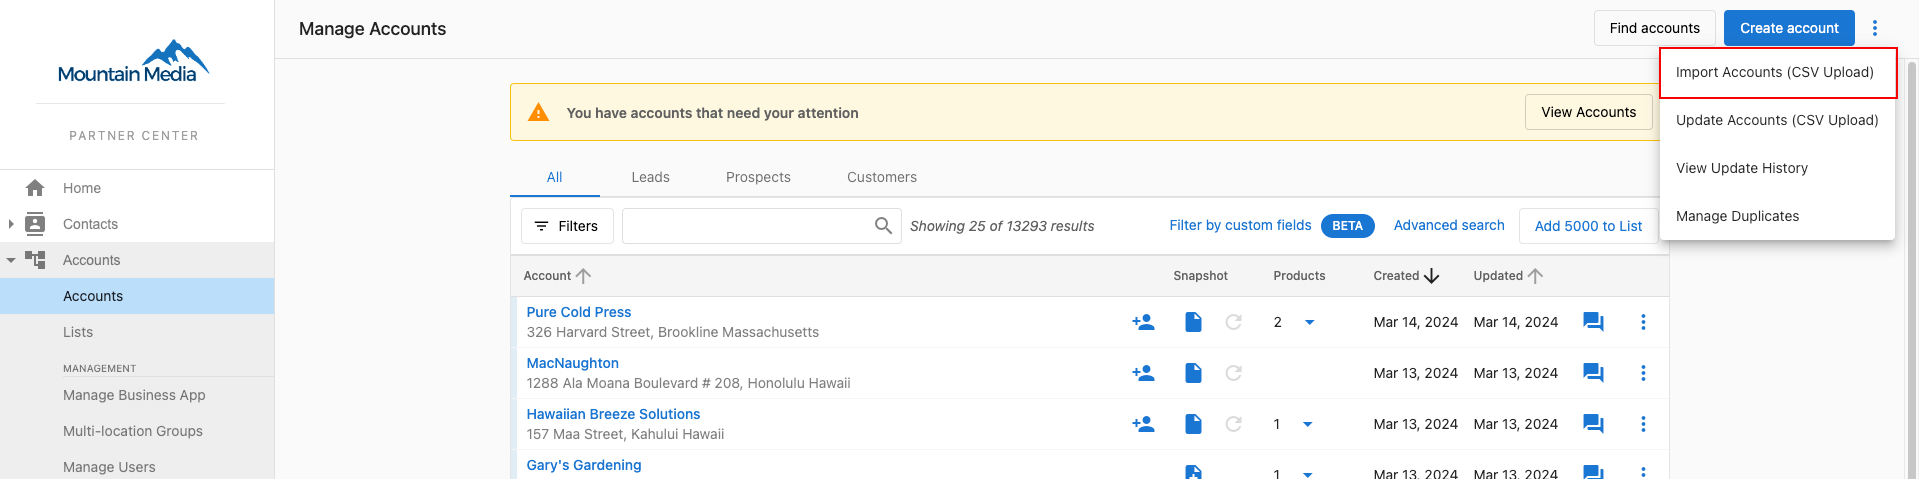 Mountain Media
PARTNER CENTER
Home
Contacts
Accounts
Accounts
Lists
MANAGEMENT
Manage Business App
Multi-location Groups
Manage Users
Manage Accounts
Find accounts
Create account
Import Accounts (CSV Upload)
Update Accounts (CSV Upload)
View Update History
Manage Duplicates
You have accounts that need your attention
View Accounts
All Leads Prospects Customers
Filters
Showing 25 of 13293 results
Filter by custom fields BETA Advanced search Add 5000 to List
Account Snapshot Products Created Updated
Pure Cold Press
326 Harvard Street, Brookline Massachusetts
2 Mar 14, 2024 Mar 14, 2024
MacNaughton
1288 Ala Moana Boulevard # 208, Honolulu Hawaii
Mar 13, 2024 Mar 13, 2024
Hawaiian Breeze Solutions
157 Maa Street, Kahului Hawaii
1 Mar 13, 2024 Mar 13, 2024
Gary's Gardening
1 Mar 13, 2024 Mar 13, 2024